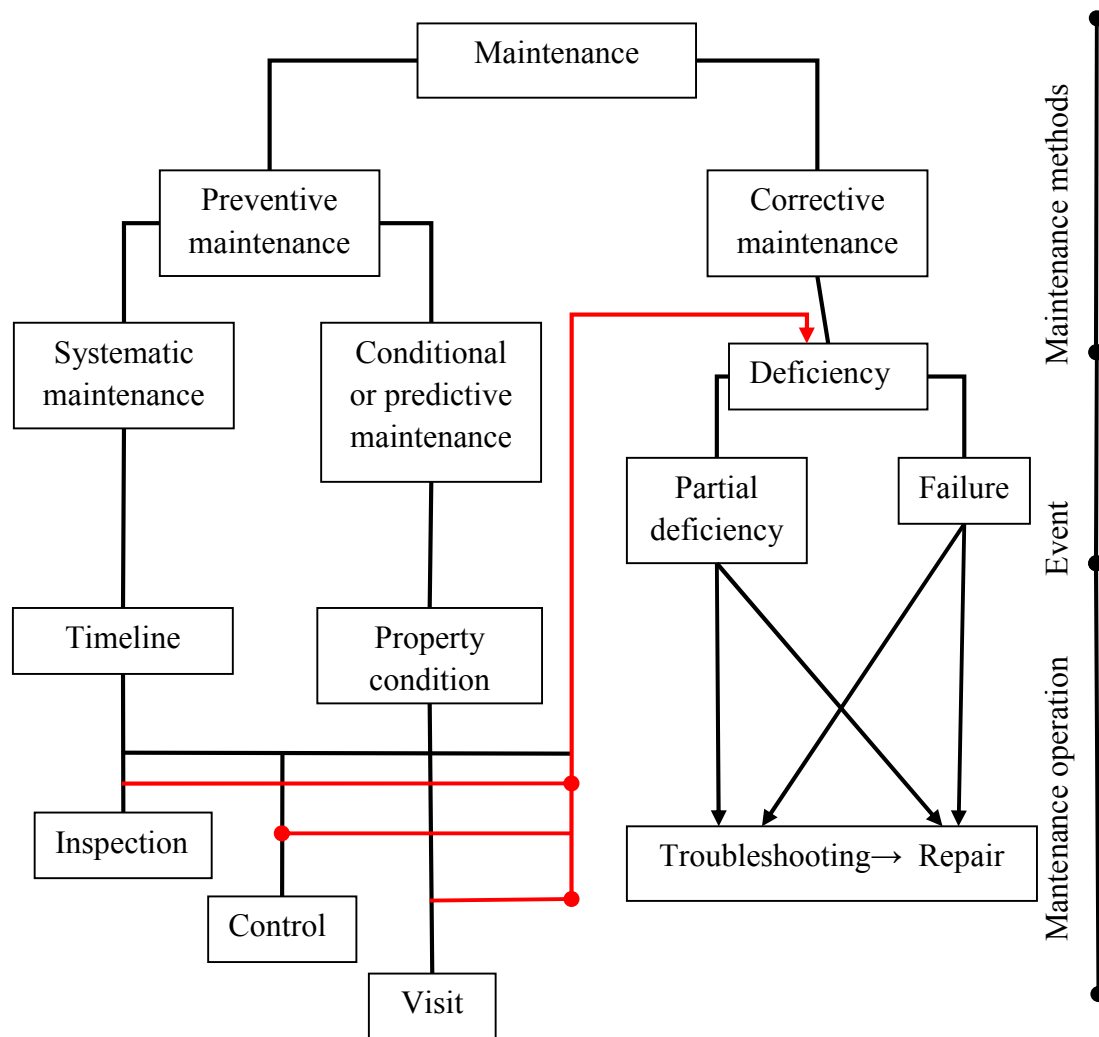 Maintenance
Preventive
maintenance
Corrective
maintenance
Systematic
maintenance
Conditional
or predictive
maintenance
Deficiency
Partial
deficiency
Failure
Timeline
Property
condition
Inspection
Control
Visit
Troubleshooting→ Repair
Maintenance methods
Event
Mantenance operation